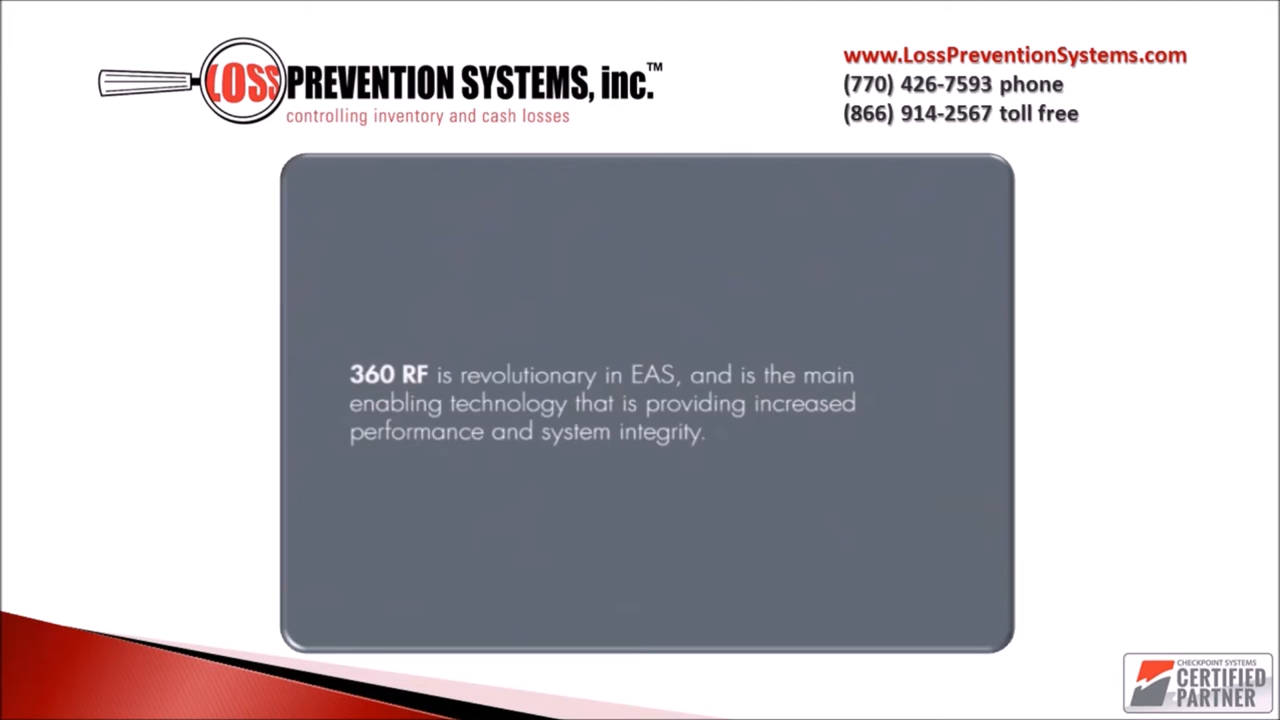 LOSS PREVENTION SYSTEMS, inc.™
controlling inventory and cash losses
www.LossPreventionSystems.com
(770) 426-7593 phone
(866) 914-2567 toll free
360 RF is revolutionary in EAS, and is the main
enabling technology that is providing increased
performance and system integrity.
CHECKPOINT SYSTEMS
CERTIFIED
PARTNER